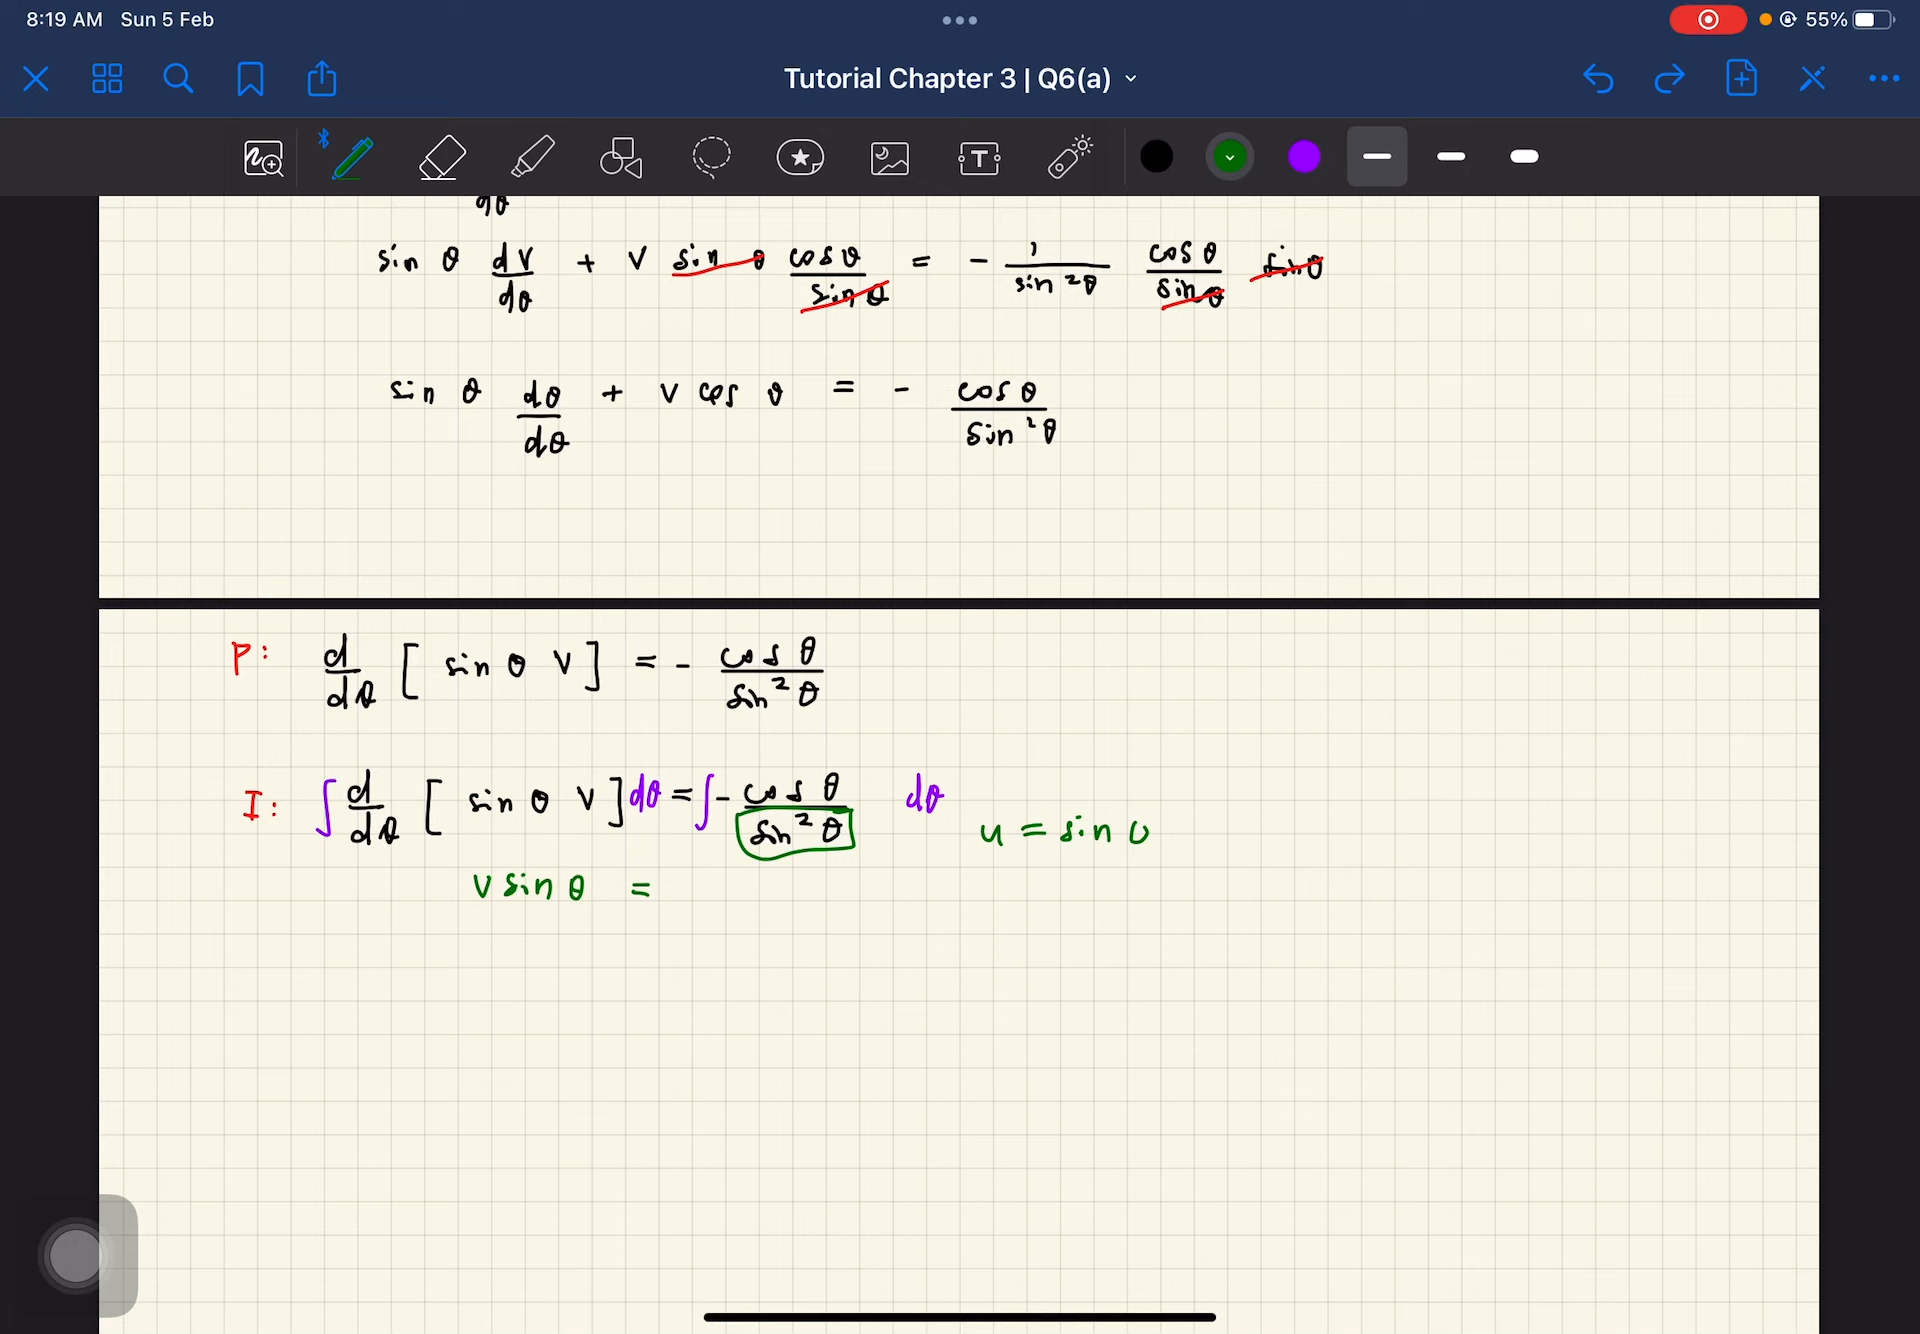 8:19 AM Sun 5 Feb
55%
Tutorial Chapter 3 | Q6(a)
T
dθ
sin θ dv/dθ + v sin θ cos θ/sin θ = - 1/sin²θ cos θ/sin θ sin θ
sin θ dθ/dθ + v cos θ = - cos θ/sin²θ
P: d/dθ [ sin θ v ] = - cos θ/sin²θ
I: ∫ d/dθ [ sin θ v ] dθ = ∫ - cos θ/sin²θ dθ
u = sin 0
v sin θ =